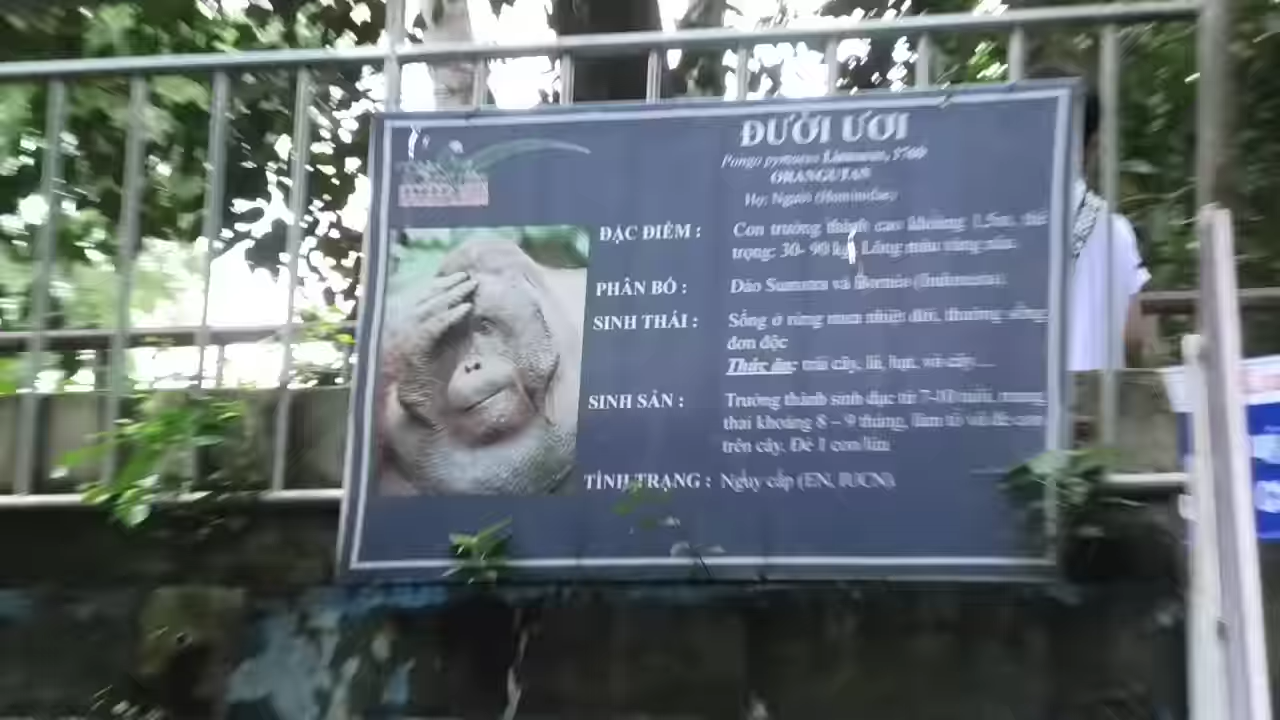 ĐƯỜI ƯƠI
Pongo pymaeus Linnaeus, 1760
ORANGUTAN
Họ: Người (Hominidae)
ĐẶC ĐIỂM : Con trưởng thành cao khoảng 1.5m, thể
trọng: 30- 90 kg. Lông màu vàng nâu
PHÂN BỐ : Đảo Sumatra và Borneo (Indonesia)
SINH THÁI : Sống ở rừng mưa nhiệt đới, thường sống
đơn độc
Thức ăn: trái cây, lá, hạt, vỏ cây...
SINH SẢN : Trưởng thành sinh dục từ 7-10 tuổi, mang
thai khoảng 8 – 9 tháng, làm tổ và đẻ con
trên cây. Đẻ 1 con/lứa
TÌNH TRẠNG : Nguy cấp (EN, IUCN)